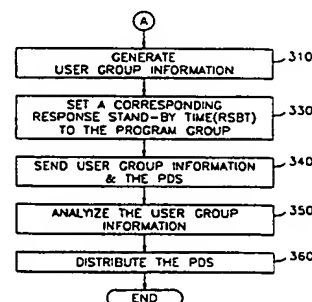 A
GENERATE
USER GROUP INFORMATION
310
SET A CORRESPONDING
RESPONSE STAND-BY TIME(RSBT)
TO THE PROGRAM GROUP
330
SEND USER GROUP INFORMATION
& THE PDS
340
ANALYIZE THE USER GROUP
INFORMATION
350
DISTRIBUTE THE PDS
360
END